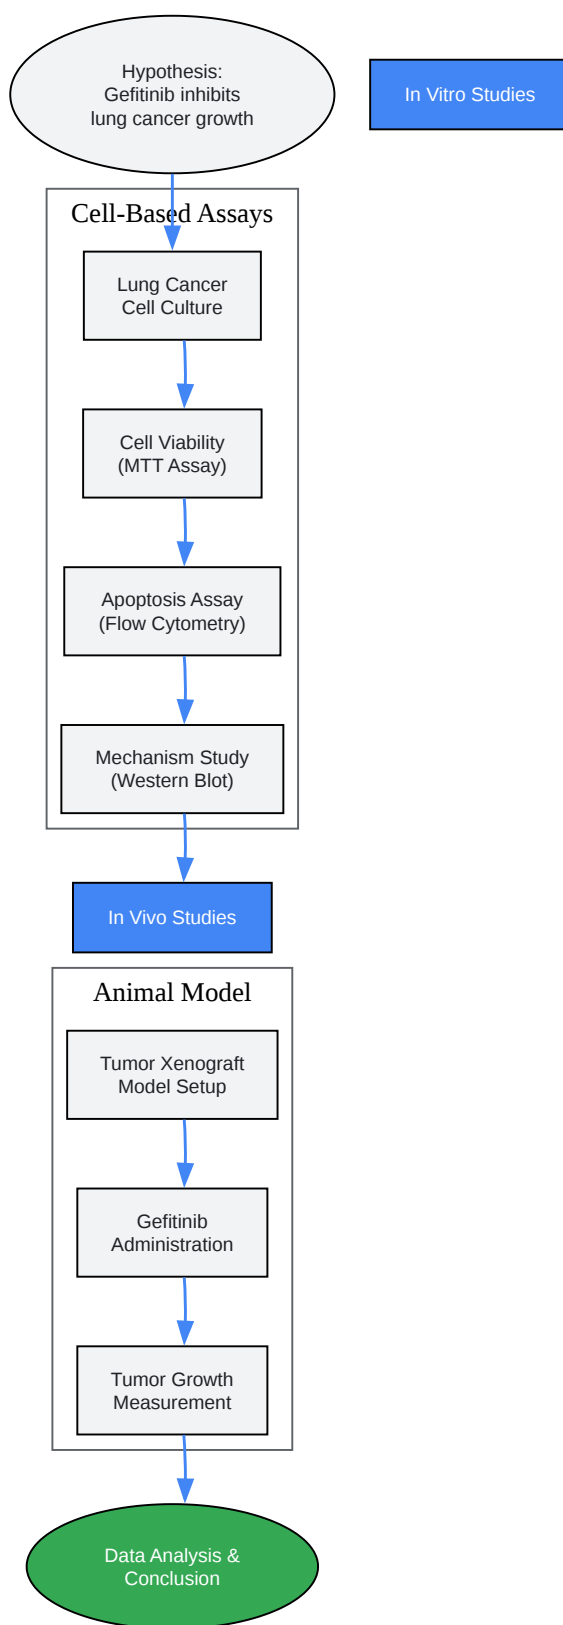 Hypothesis:
Gefitinib inhibits
lung cancer growth
In Vitro Studies
Cell-Based Assays
Lung Cancer
Cell Culture
Cell Viability
(MTT Assay)
Apoptosis Assay
(Flow Cytometry)
Mechanism Study
(Western Blot)
In Vivo Studies
Animal Model
Tumor Xenograft
Model Setup
Gefitinib
Administration
Tumor Growth
Measurement
Data Analysis &
Conclusion